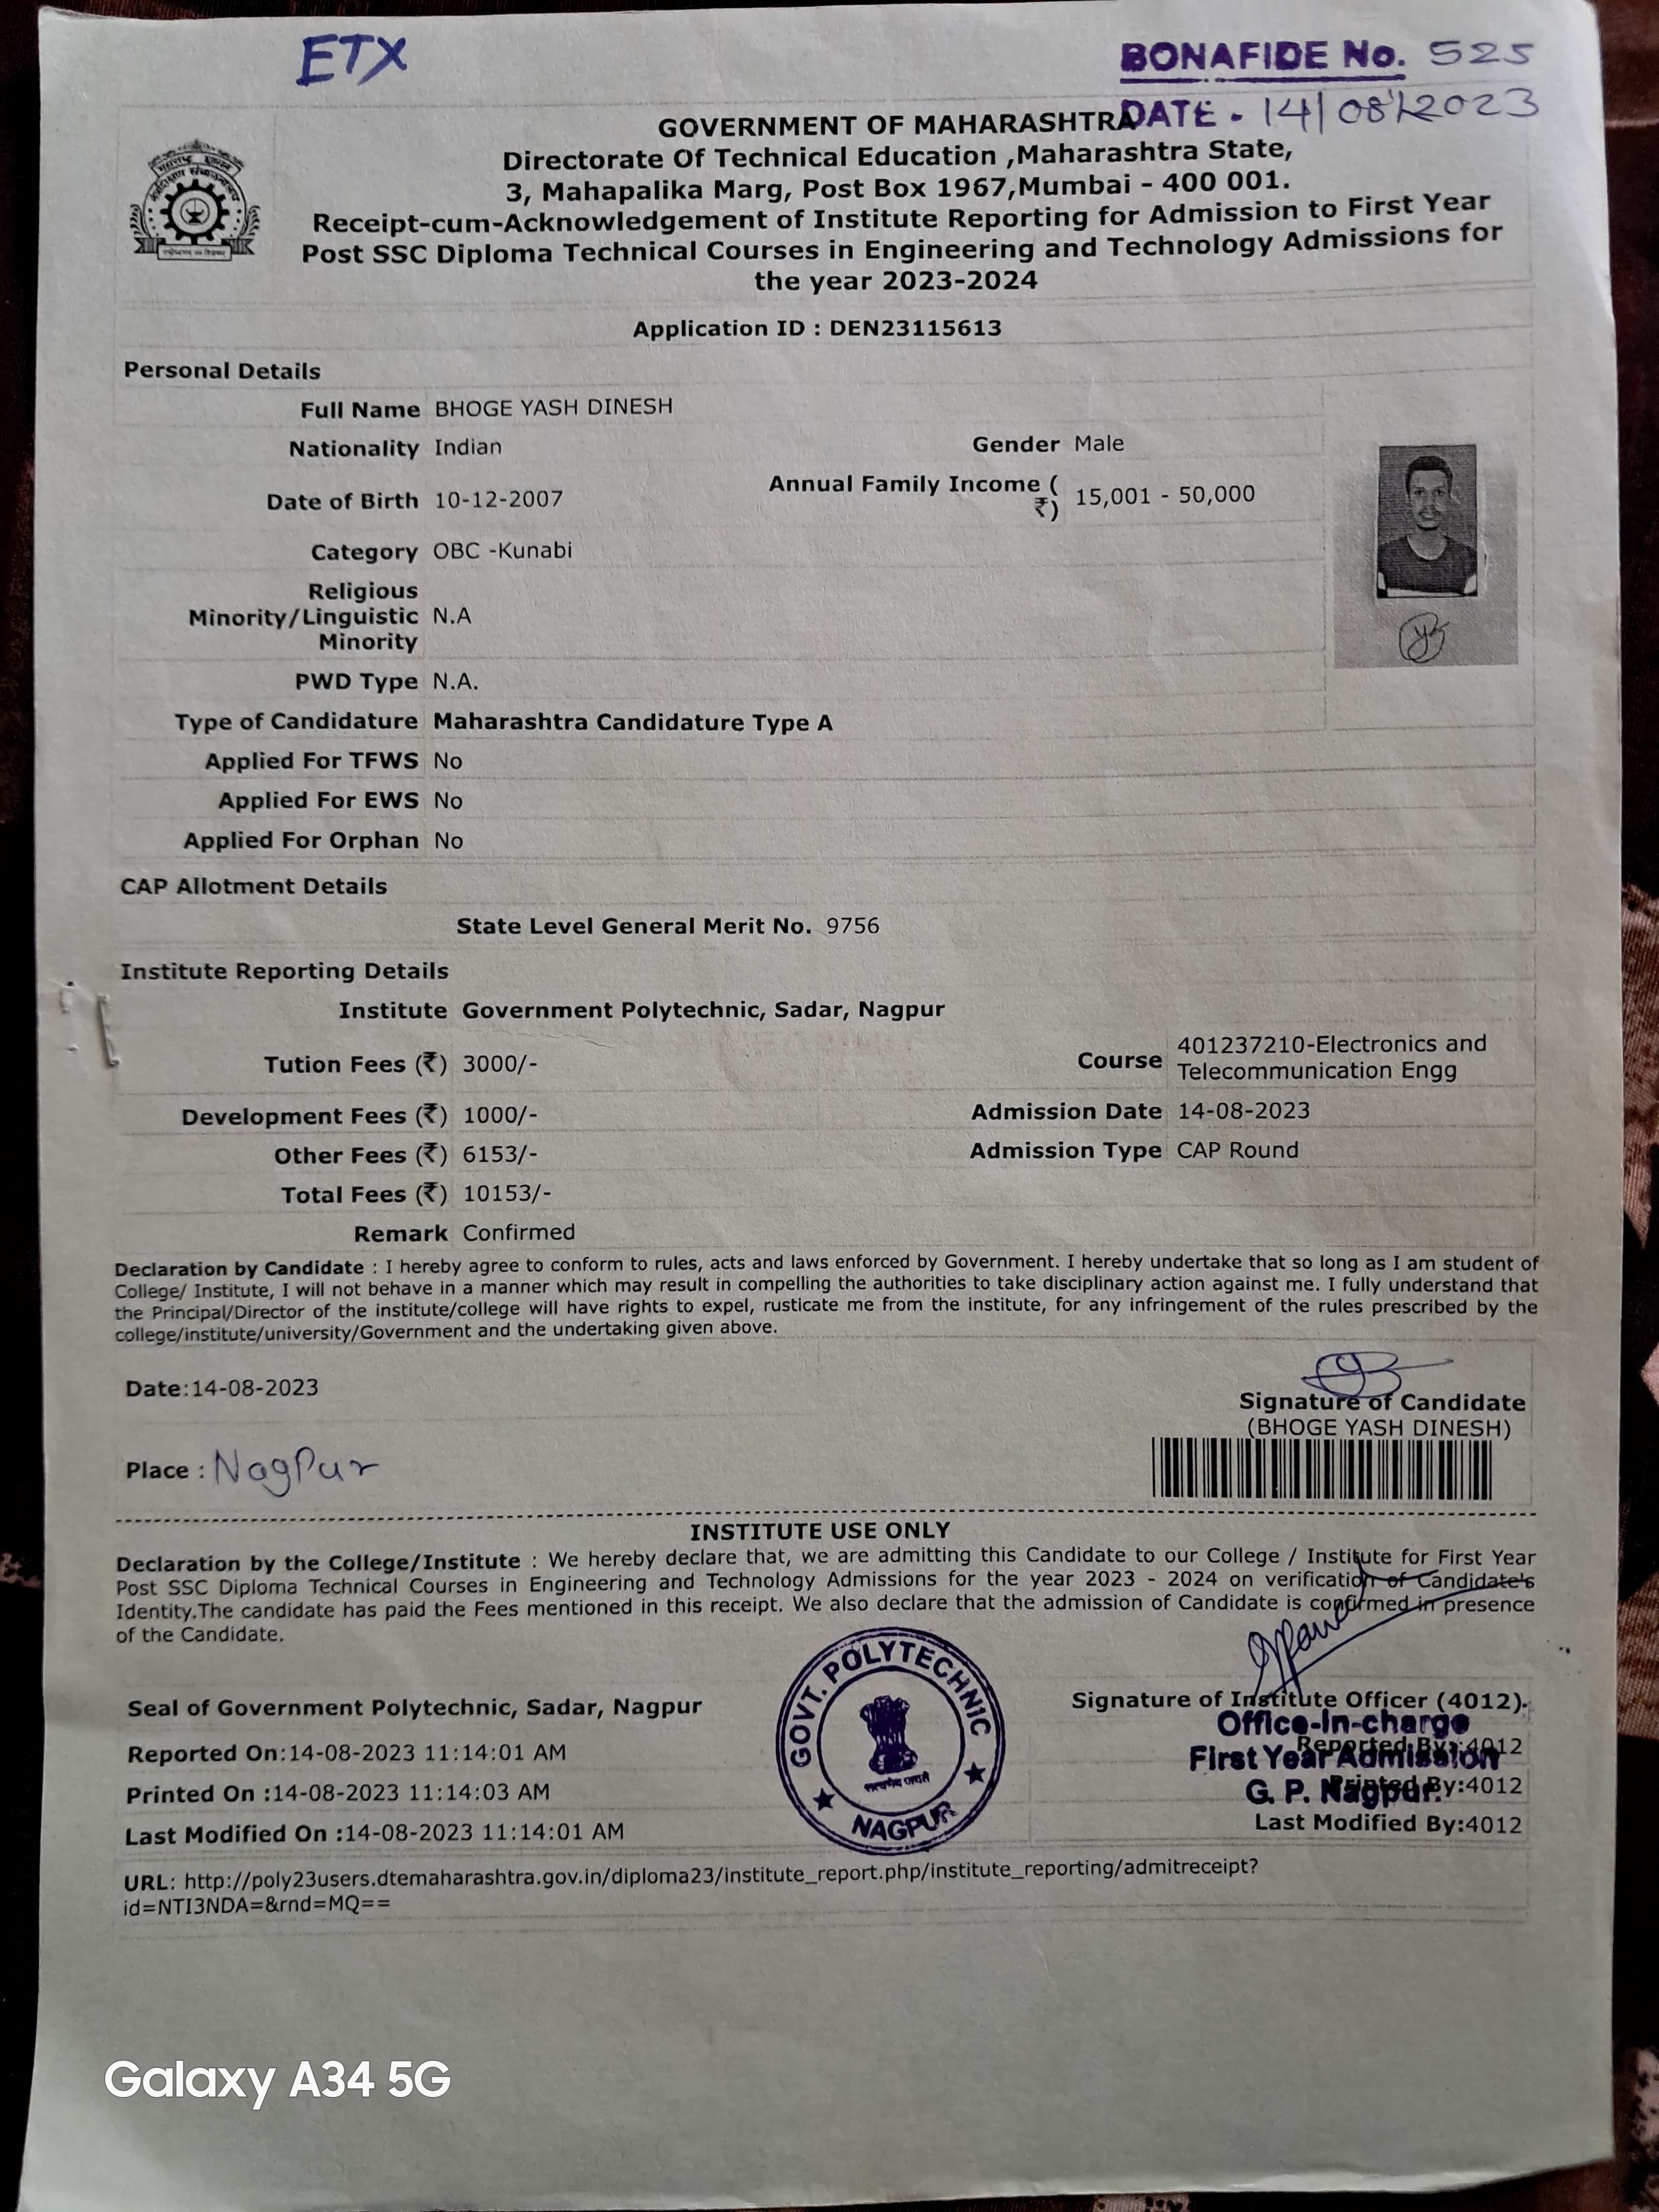 ETX
BONAFIDE No. 525
DATE - 14/08/2023
GOVERNMENT OF MAHARASHTRA
Directorate Of Technical Education ,Maharashtra State,
3, Mahapalika Marg, Post Box 1967,Mumbai - 400 001.
Receipt-cum-Acknowledgement of Institute Reporting for Admission to First Year
Post SSC Diploma Technical Courses in Engineering and Technology Admissions for
the year 2023-2024
Application ID : DEN23115613
Personal Details
Full Name BHOGE YASH DINESH
Nationality Indian Gender Male
Date of Birth 10-12-2007 Annual Family Income (
₹) 15,001 - 50,000
Category OBC -Kunabi
Religious
Minority/Linguistic N.A
Minority
PWD Type N.A.
Type of Candidature Maharashtra Candidature Type A
Applied For TFWS No
Applied For EWS No
Applied For Orphan No
CAP Allotment Details
State Level General Merit No. 9756
Institute Reporting Details
Institute Government Polytechnic, Sadar, Nagpur
Tution Fees (₹) 3000/- Course 401237210-Electronics and
Telecommunication Engg
Development Fees (₹) 1000/- Admission Date 14-08-2023
Other Fees (₹) 6153/- Admission Type CAP Round
Total Fees (₹) 10153/-
Remark Confirmed
Declaration by Candidate : I hereby agree to conform to rules, acts and laws enforced by Government. I hereby undertake that so long as I am student of
College/ Institute, I will not behave in a manner which may result in compelling the authorities to take disciplinary action against me. I fully understand that
the Principal/Director of the institute/college will have rights to expel, rusticate me from the institute, for any infringement of the rules prescribed by the
college/institute/university/Government and the undertaking given above.
Date:14-08-2023
Signature of Candidate
(BHOGE YASH DINESH)
Place : Nagpur
INSTITUTE USE ONLY
Declaration by the College/Institute : We hereby declare that, we are admitting this Candidate to our College / Institute for First Year
Post SSC Diploma Technical Courses in Engineering and Technology Admissions for the year 2023 - 2024 on verification of Candidate's
Identity.The candidate has paid the Fees mentioned in this receipt. We also declare that the admission of Candidate is confirmed in presence
of the Candidate.
GOVT. POLYTECHNIC
सत्यमेव जयते
NAGPUR
Seal of Government Polytechnic, Sadar, Nagpur Signature of Institute Officer (4012).
Office-In-charge
Reported On:14-08-2023 11:14:01 AM Reported By:4012
First Year Admission
Printed On :14-08-2023 11:14:03 AM Printed By:4012
G. P. Nagpur.
Last Modified On :14-08-2023 11:14:01 AM Last Modified By:4012
URL: http://poly23users.dtemaharashtra.gov.in/diploma23/institute_report.php/institute_reporting/admitreceipt?
id=NTI3NDA=&rnd=MQ==
Galaxy A34 5G